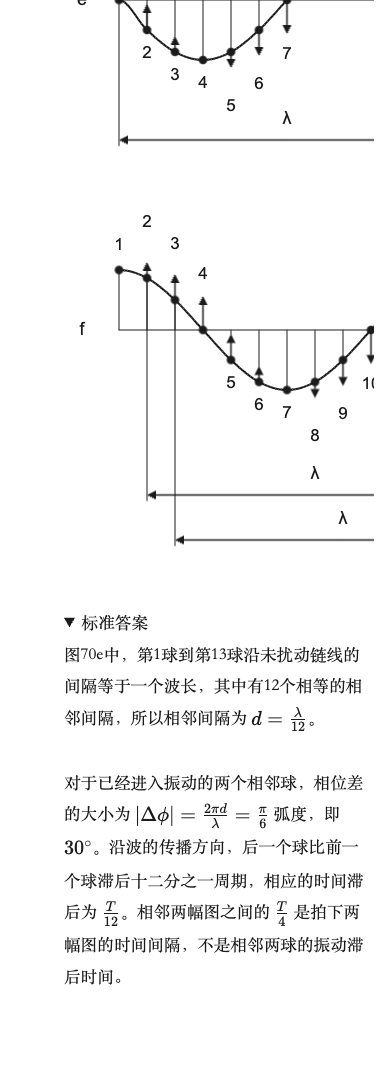 e
2
3
4
5
6
7
λ
1
2
3
4
f
5
6
7
8
9
10
λ
λ
▼ 标准答案
图70e中，第1球到第13球沿未扰动链线的
间隔等于一个波长，其中有12个相等的相
邻间隔，所以相邻间隔为 d = λ/12。
对于已经进入振动的两个相邻球，相位差
的大小为 |Δϕ| = 2πd/λ = π/6 弧度，即
30°。沿波的传播方向，后一个球比前一
个球滞后十二分之一周期，相应的时间滞
后为 T/12。相邻两幅图之间的 T/4 是拍下两
幅图的时间间隔，不是相邻两球的振动滞
后时间。